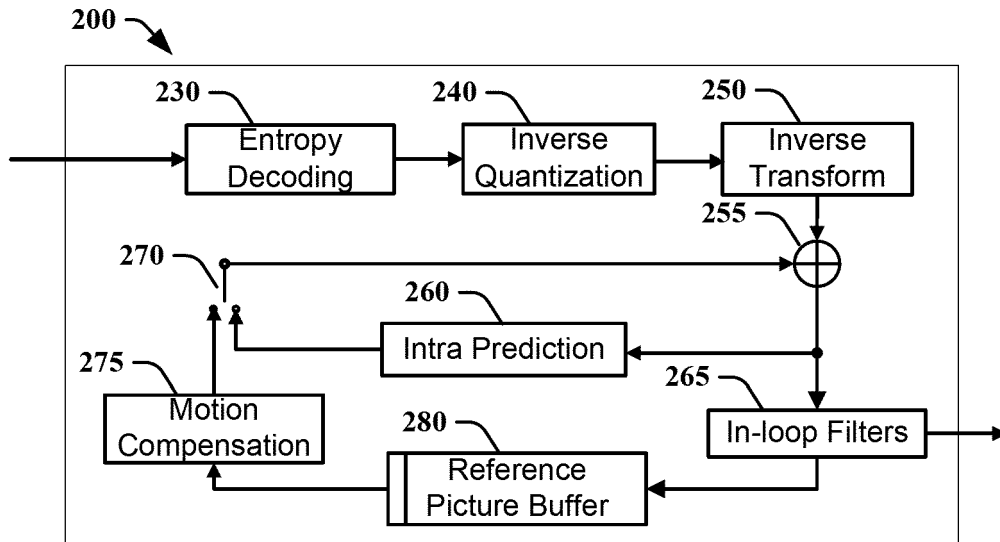 200
230
240
250
Entropy
Decoding
Inverse
Quantization
Inverse
Transform
255
270
260
Intra Prediction
275
265
Motion
Compensation
280
In-loop Filters
Reference
Picture Buffer